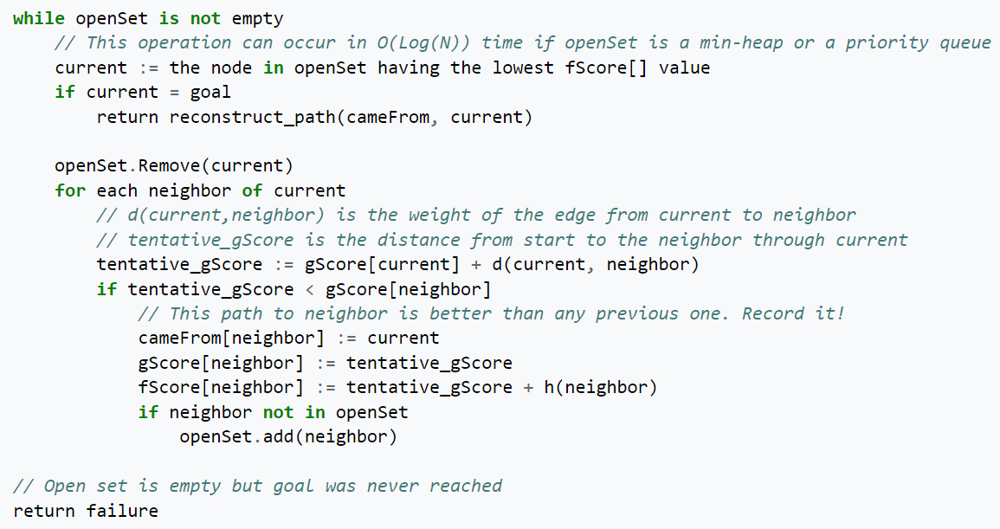 while openSet is not empty
    // This operation can occur in O(Log(N)) time if openSet is a min-heap or a priority queue
    current := the node in openSet having the lowest fScore[] value
    if current = goal
        return reconstruct_path(cameFrom, current)

    openSet.Remove(current)
    for each neighbor of current
        // d(current,neighbor) is the weight of the edge from current to neighbor
        // tentative_gScore is the distance from start to the neighbor through current
        tentative_gScore := gScore[current] + d(current, neighbor)
        if tentative_gScore < gScore[neighbor]
            // This path to neighbor is better than any previous one. Record it!
            cameFrom[neighbor] := current
            gScore[neighbor] := tentative_gScore
            fScore[neighbor] := tentative_gScore + h(neighbor)
            if neighbor not in openSet
                openSet.add(neighbor)

// Open set is empty but goal was never reached
return failure